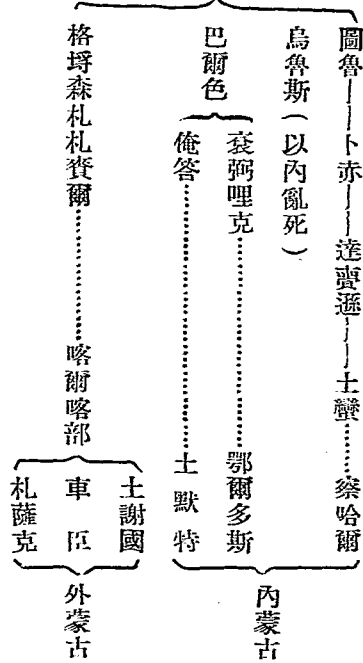 圖魯——卜赤——達賚遜——土蠻……察哈爾
烏魯斯(以內亂死)
巴爾色
袞弼哩克……鄂爾多斯
俺答……土默特
內蒙古
格埒森札札賚爾……喀爾喀部
土謝國
車臣
札薩克
外蒙古